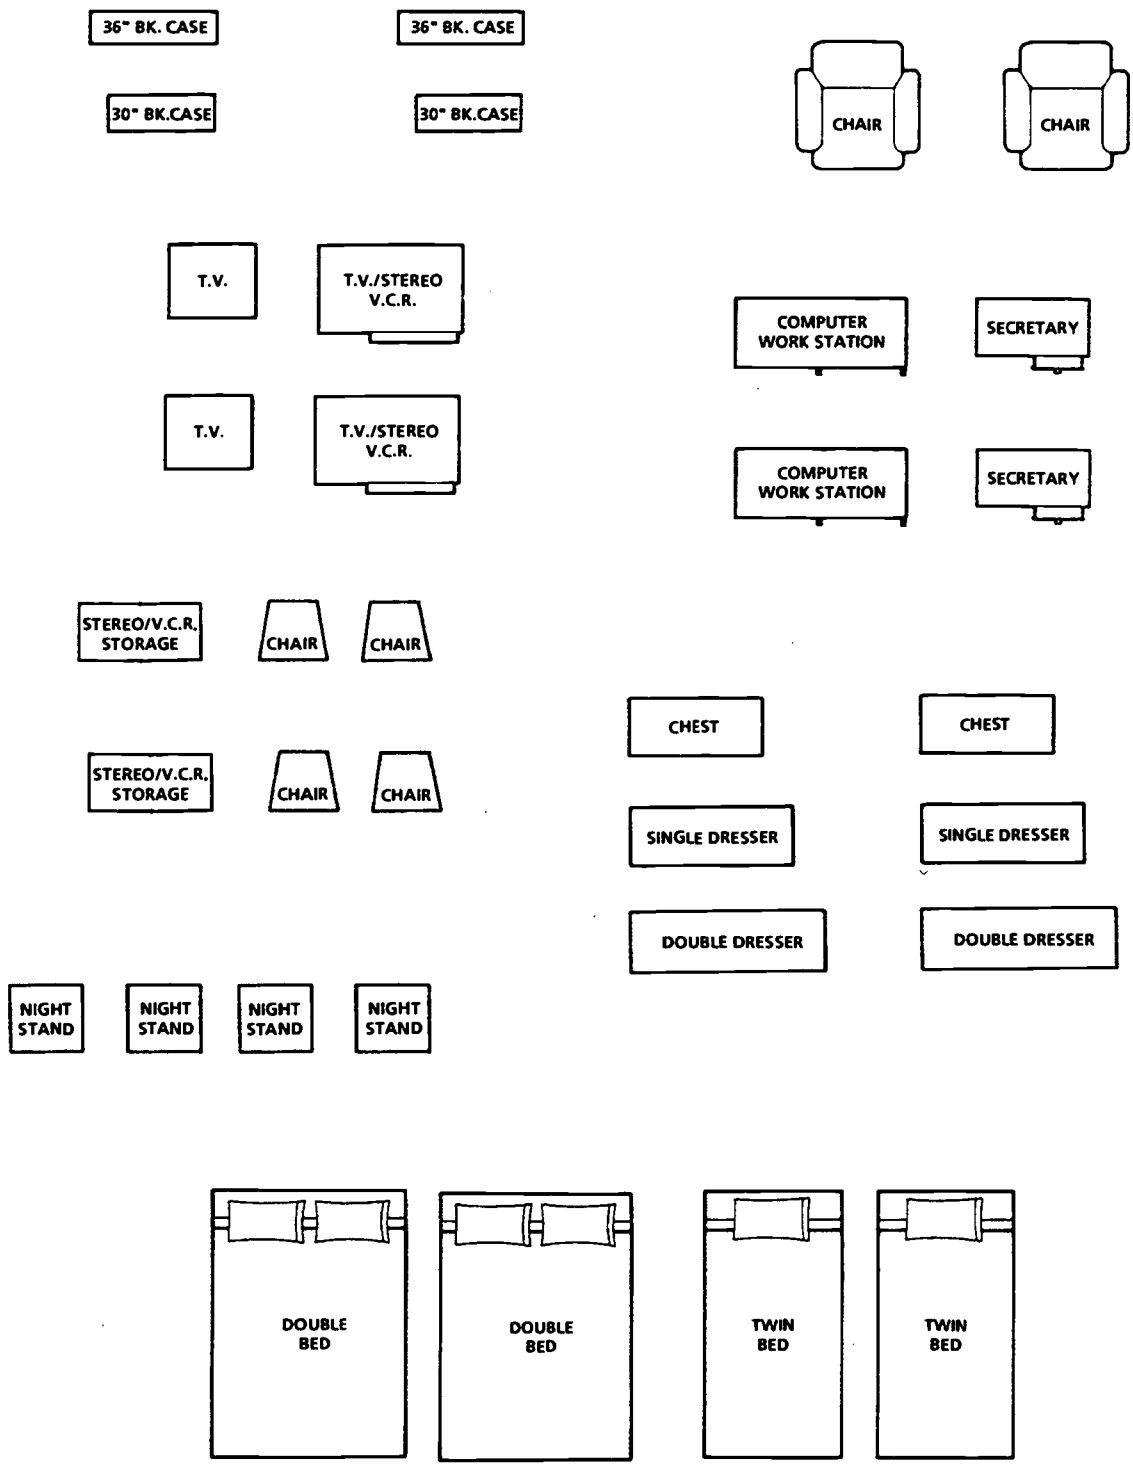 36" BK. CASE
36" BK. CASE
30" BK.CASE
30" BK.CASE
CHAIR
CHAIR
T.V.
T.V./STEREO
V.C.R.
COMPUTER
WORK STATION
SECRETARY
T.V.
T.V./STEREO
V.C.R.
COMPUTER
WORK STATION
SECRETARY
STEREO/V.C.R.
STORAGE
CHAIR
CHAIR
CHEST
CHEST
STEREO/V.C.R.
STORAGE
CHAIR
CHAIR
SINGLE DRESSER
SINGLE DRESSER
DOUBLE DRESSER
DOUBLE DRESSER
NIGHT
STAND
NIGHT
STAND
NIGHT
STAND
NIGHT
STAND
DOUBLE
BED
DOUBLE
BED
TWIN
BED
TWIN
BED